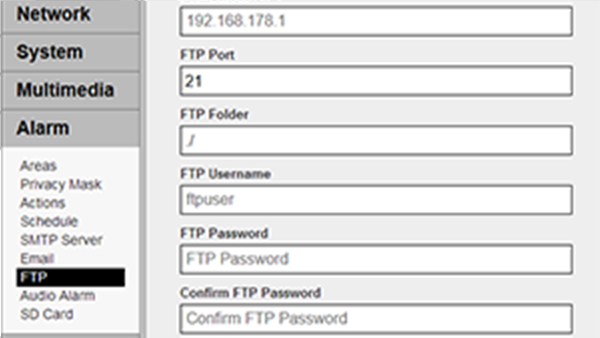 Network
System
Multimedia
Alarm
Areas
Privacy Mask
Actions
Schedule
SMTP Server
Email
FTP
Audio Alarm
SD Card
192.168.178.1
FTP Port
21
FTP Folder
./
FTP Username
ftpuser
FTP Password
FTP Password
Confirm FTP Password
Confirm FTP Password